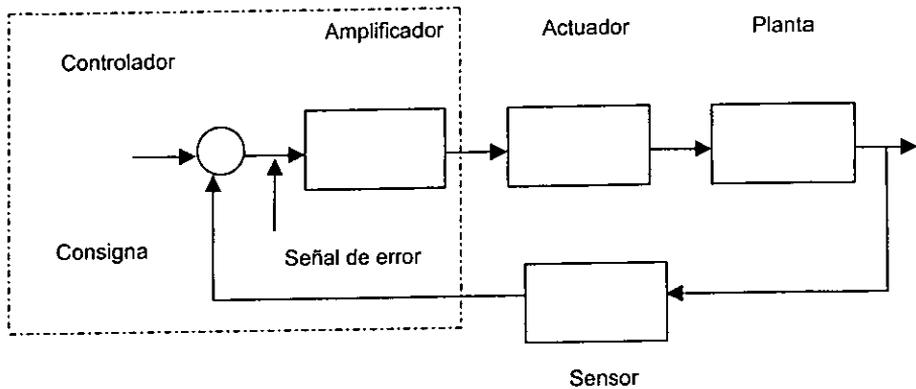 Amplificador
Actuador
Planta
Controlador
Consigna
Señal de error
Sensor